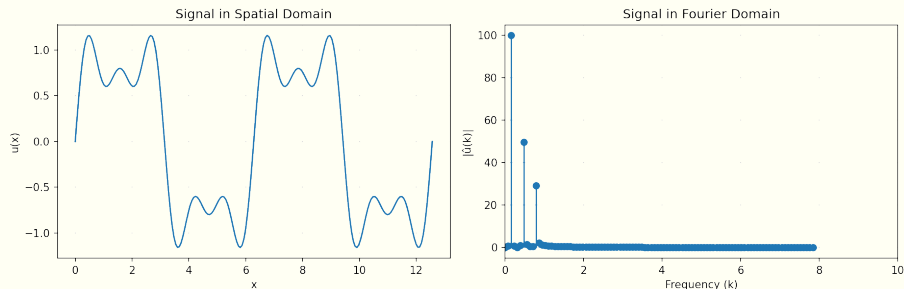 Signal in Spatial Domain
1.0
0.5
0.0
−0.5
−1.0
u(x)
0 2 4 6 8 10 12
x
Signal in Fourier Domain
100
80
60
40
20
0
|û(k)|
0 2 4 6 8 10
Frequency (k)